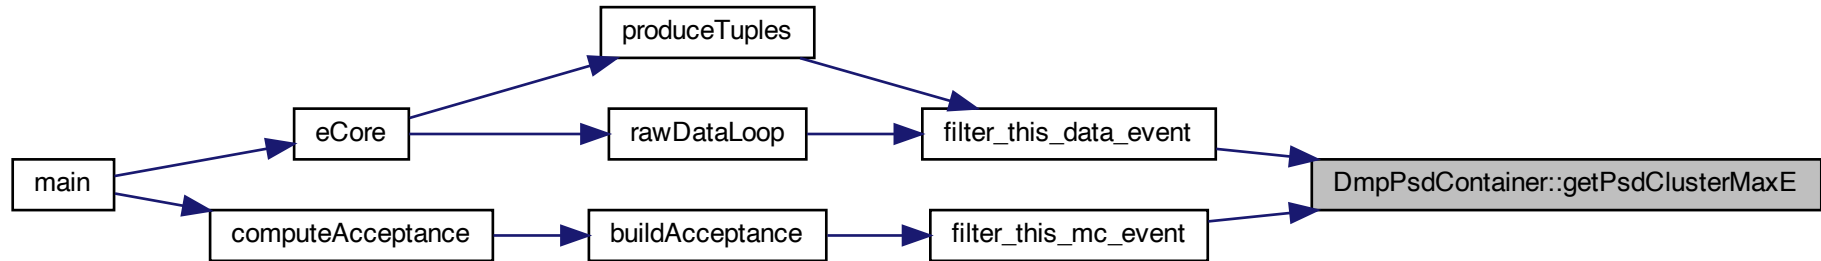 produceTuples
eCore
rawDataLoop
filter_this_data_event
main
DmpPsdContainer::getPsdClusterMaxE
computeAcceptance
buildAcceptance
filter_this_mc_event